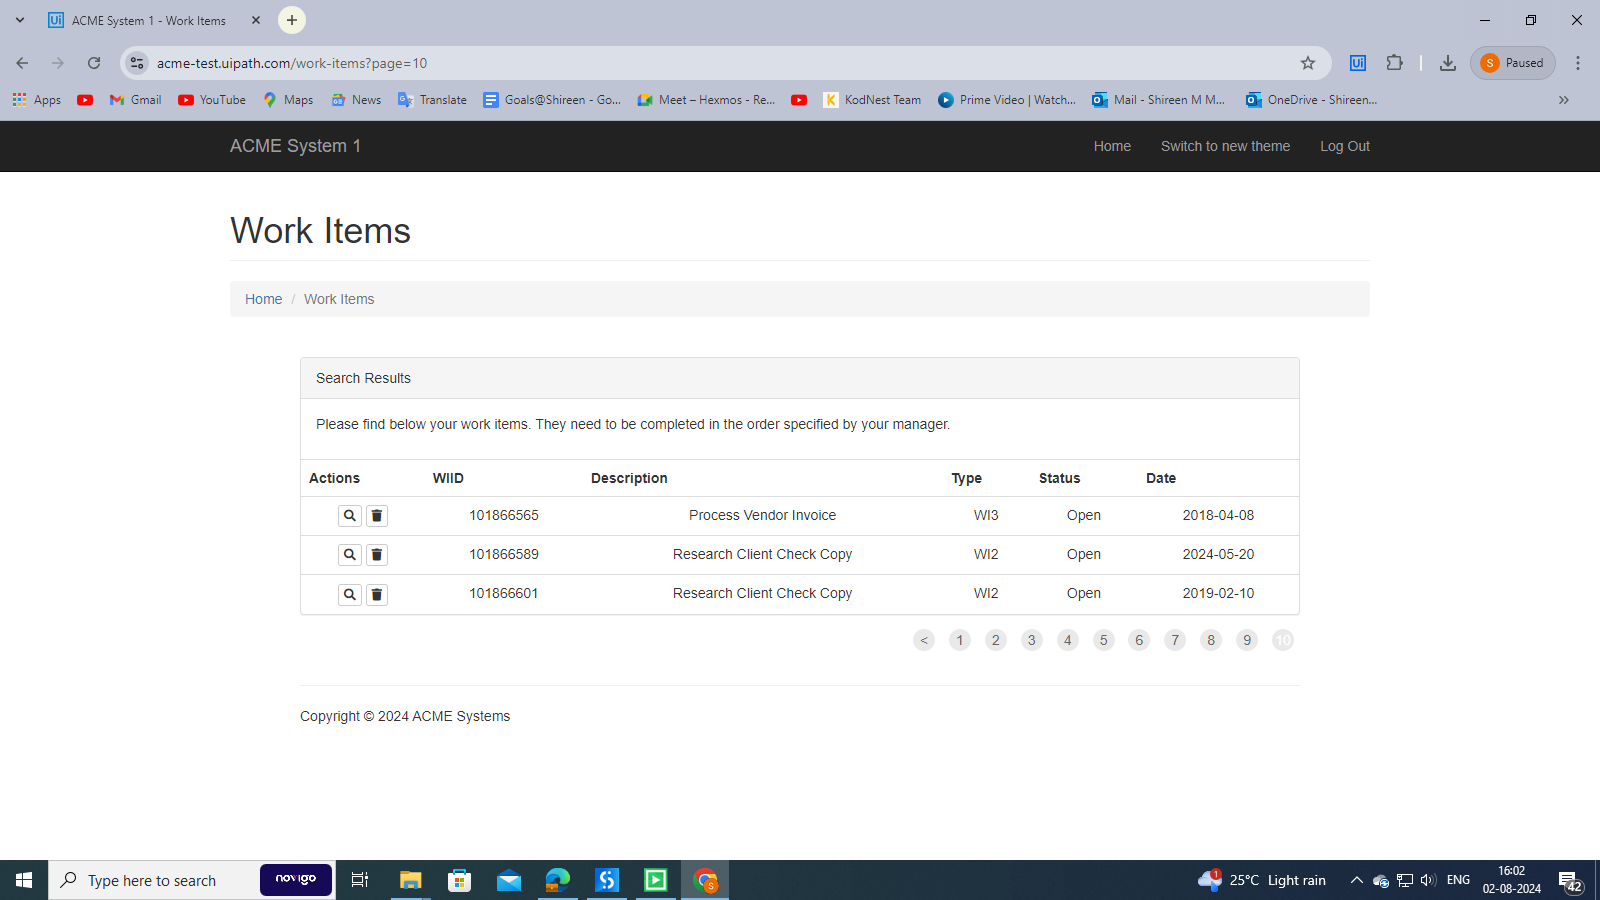 ACME System 1 - Work Items
acme-test.uipath.com/work-items?page=10
S Paused
Apps Gmail YouTube Maps News Translate Goals@Shireen - Go... Meet – Hexmos - Re... KodNest Team Prime Video | Watch... Mail - Shireen M M... OneDrive - Shireen...
ACME System 1 Home Switch to new theme Log Out
Work Items
Home / Work Items
Search Results
Please find below your work items. They need to be completed in the order specified by your manager.
Actions WIID Description Type Status Date
101866565 Process Vendor Invoice WI3 Open 2018-04-08
101866589 Research Client Check Copy WI2 Open 2024-05-20
101866601 Research Client Check Copy WI2 Open 2019-02-10
< 1 2 3 4 5 6 7 8 9 10
Copyright © 2024 ACME Systems
Type here to search novigo 1 25°C Light rain ENG 16:02
02-08-2024 42